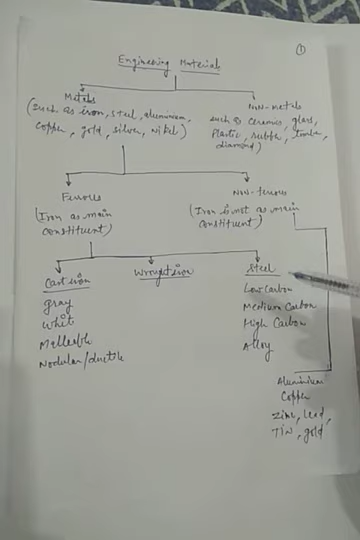 1
Engineering Material
Metals
(such as iron, steel, aluminium,
copper, gold, silver, Nikel)
Non-metals
such as ceramics, glass,
Plastic, rubber, timber,
diamond)
Ferrous
(Iron as main
constituent)
Non-ferrous
(Iron is not as main
constituent)
Cast iron
gray
White
Melleable
Nodular/ductile
Wrought iron
Steel
Low Carbon
Medium Carbon
High Carbon
Alloy
Aluminium
Copper
Zinc, lead,
TIN, gold